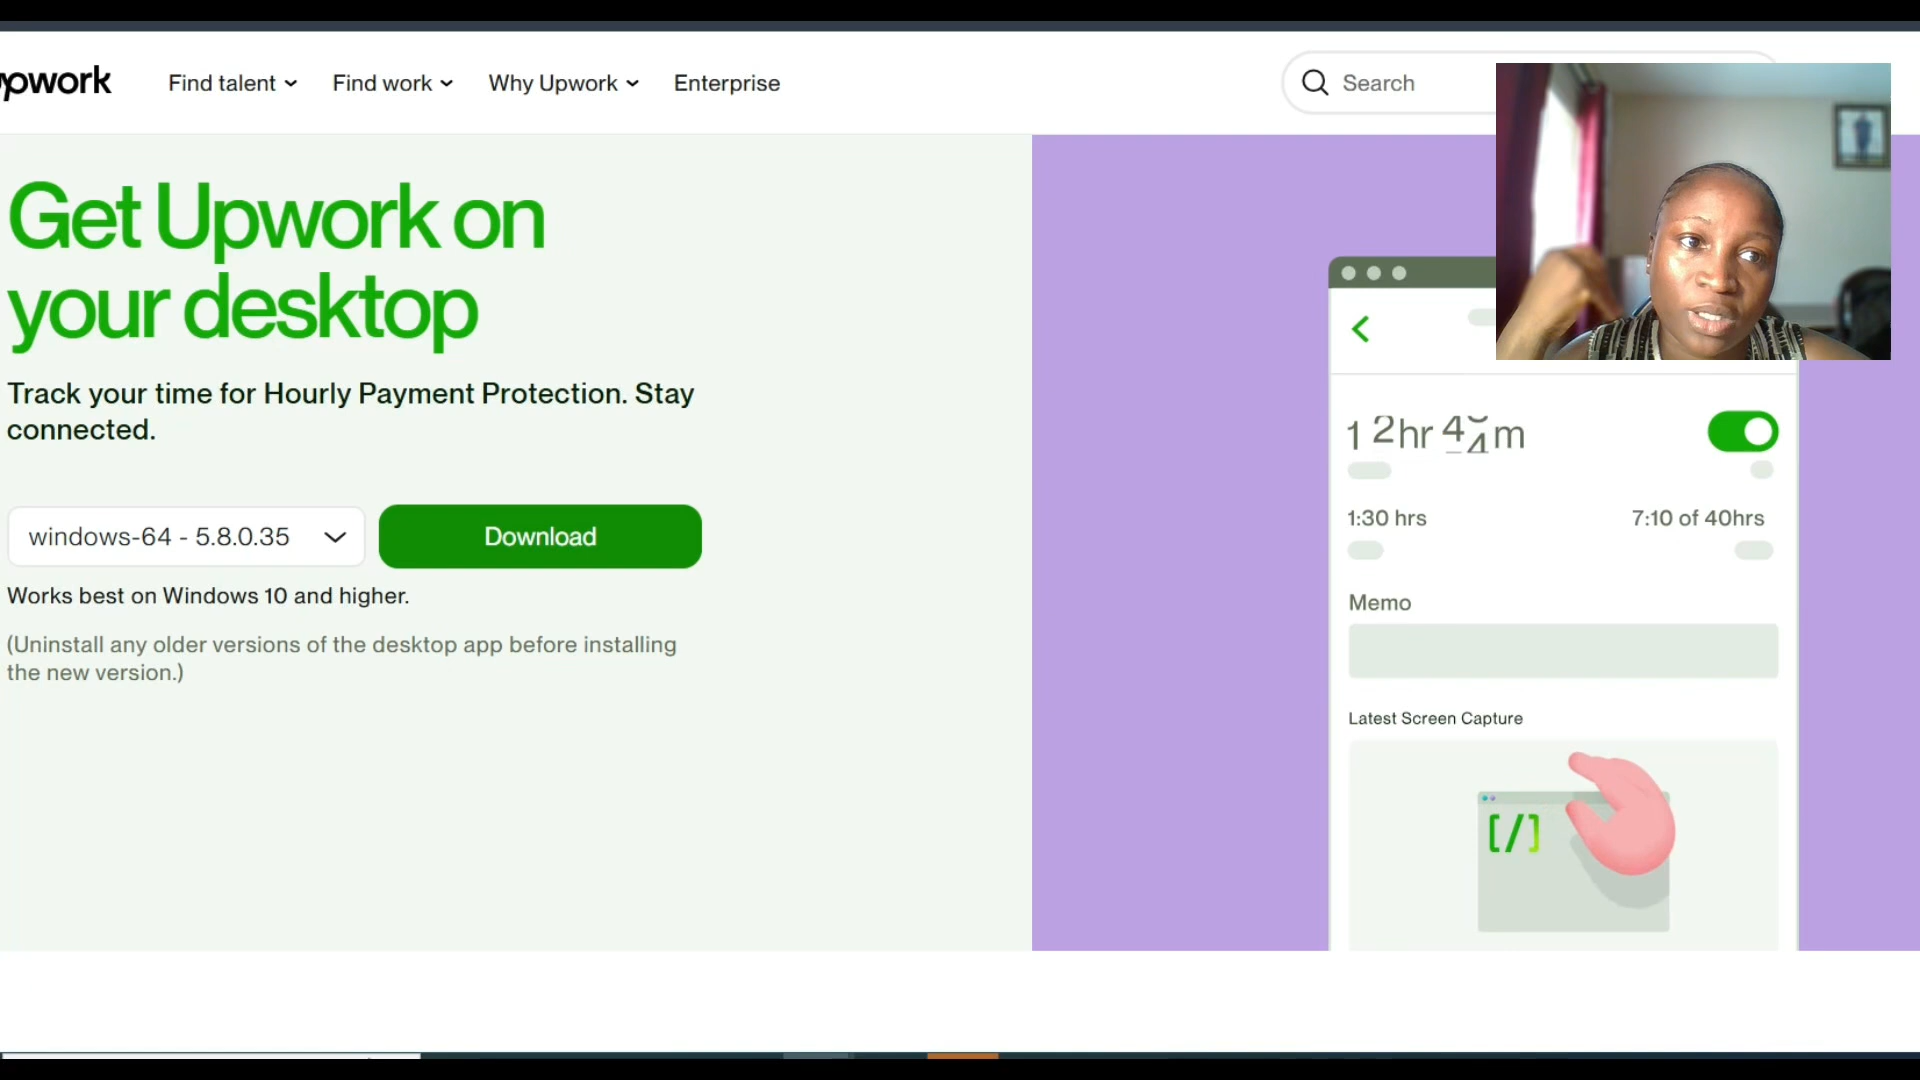 upwork
Find talent
Find work
Why Upwork
Enterprise
Search
Get Upwork on
your desktop
Track your time for Hourly Payment Protection. Stay
connected.
windows-64 - 5.8.0.35
Download
Works best on Windows 10 and higher.
(Uninstall any older versions of the desktop app before installing
the new version.)
1:30 hrs
7:10 of 40hrs
Memo
Latest Screen Capture
[/]